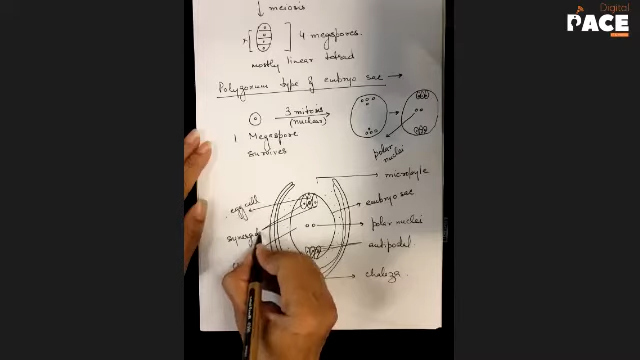 Digital
PACE
meiosis
4 megaspores.
mostly linear tetrad
Polygonum type of embryo sac
3 mitosis
(nuclear)
1 Megaspore
survives
polar
nuclei
micropyle
egg cell
embryo sac
synergid
polar nuclei
antipodal
chalaza.